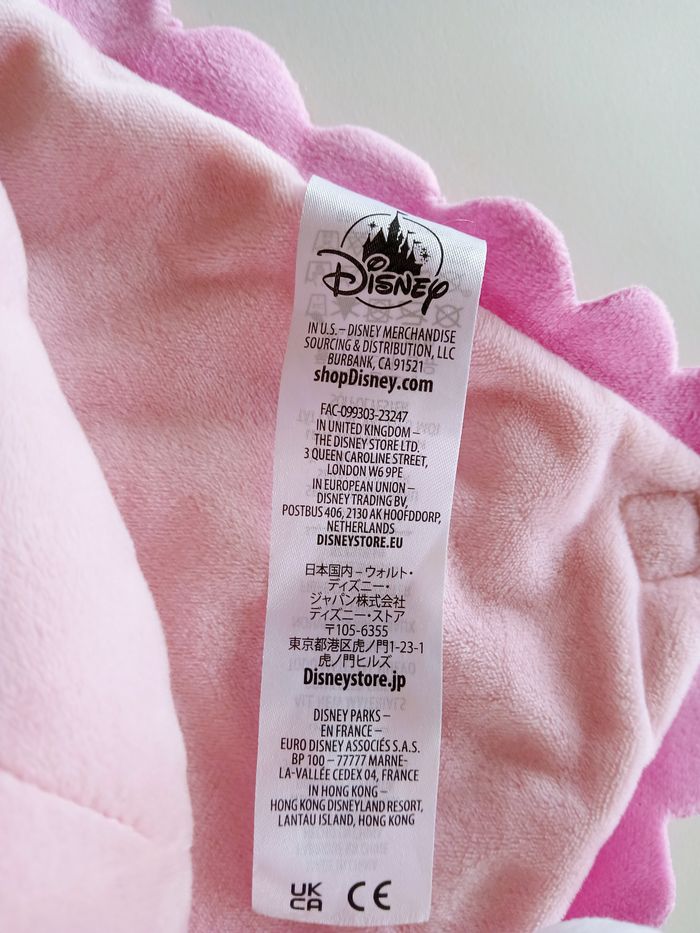 Disney
IN U.S.– DISNEY MERCHANDISE
SOURCING & DISTRIBUTION, LLC
BURBANK, CA 91521
shopDisney.com
FAC-099303-23247
IN UNITED KINGDOM –
THE DISNEY STORE LTD.
3 QUEEN CAROLINE STREET,
LONDON W6 9PE
IN EUROPEAN UNION –
DISNEY TRADING BV,
POSTBUS 406, 2130 AK HOOFDDORP,
NETHERLANDS
DISNEYSTORE.EU
日本国内 – ウォルト・
ディズニー・
ジャパン株式会社
ディズニー・ストア
〒105-6355
東京都港区虎ノ門1-23-1
虎ノ門ヒルズ
Disneystore.jp
DISNEY PARKS –
EN FRANCE –
EURO DISNEY ASSOCIÉS S.A.S.
BP 100 – 77777 MARNE-
LA-VALLÉE CEDEX 04, FRANCE
IN HONG KONG –
HONG KONG DISNEYLAND RESORT,
LANTAU ISLAND, HONG KONG
UK
CA CE